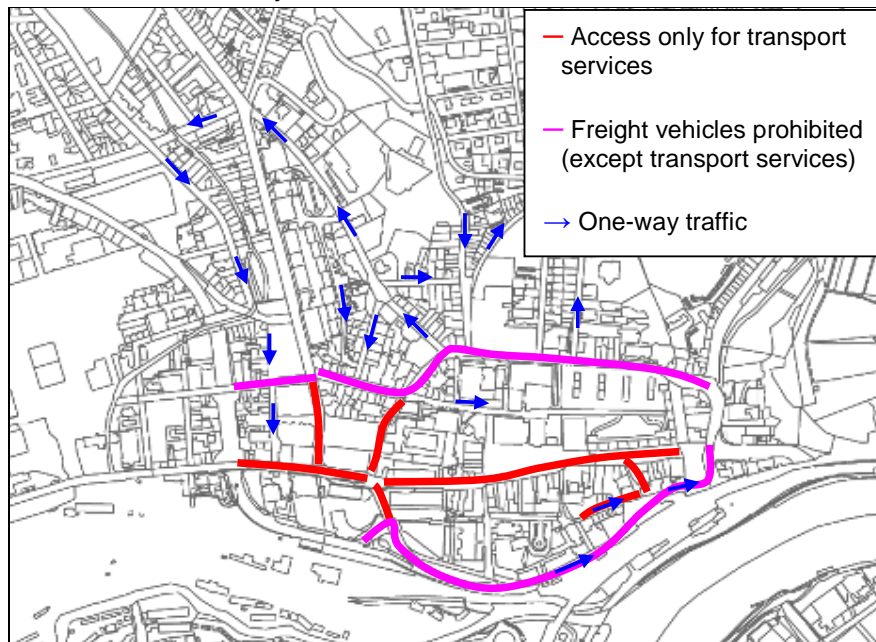 Access only for transport
services
Freight vehicles prohibited
(except transport services)
One-way traffic